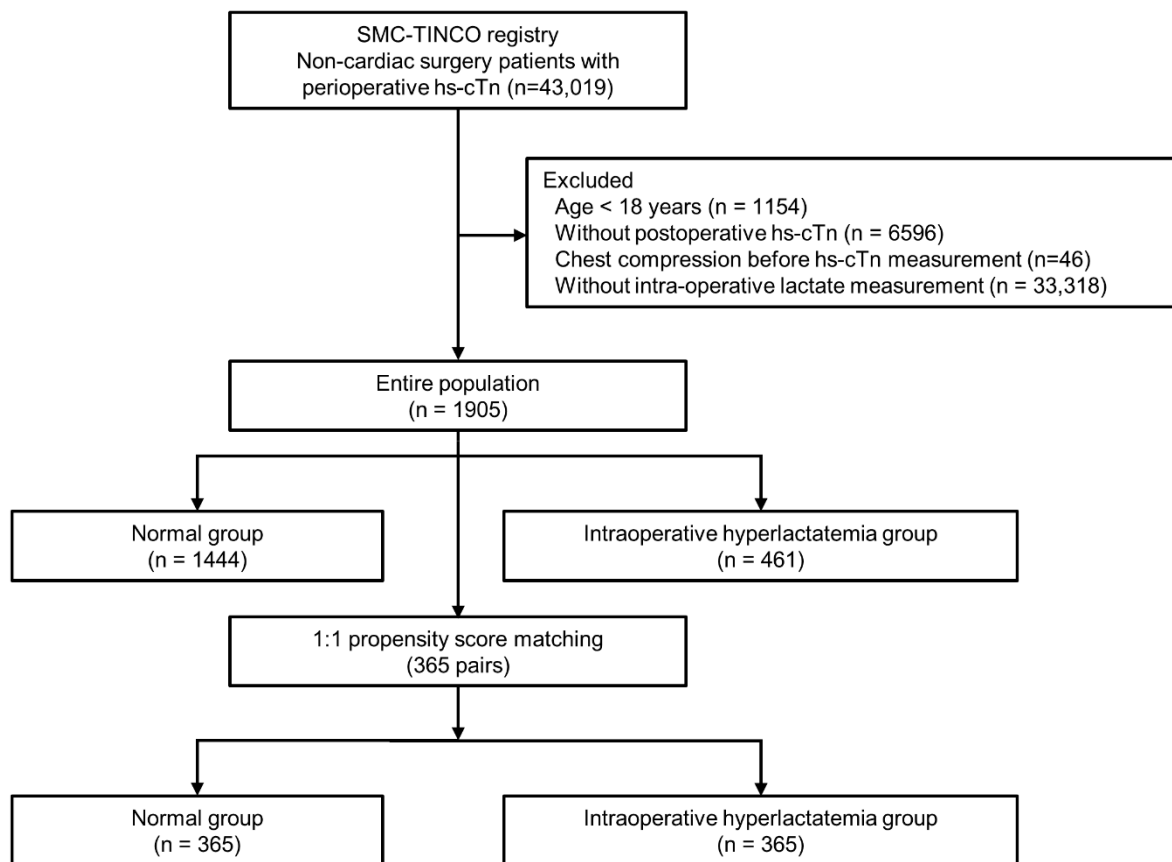 SMC-TINCO registry
Non-cardiac surgery patients with
perioperative hs-cTn (n=43,019)
Excluded
Age < 18 years (n = 1154)
Without postoperative hs-cTn (n = 6596)
Chest compression before hs-cTn measurement (n=46)
Without intra-operative lactate measurement (n = 33,318)
Entire population
(n = 1905)
Normal group
(n = 1444)
Intraoperative hyperlactatemia group
(n = 461)
1:1 propensity score matching
(365 pairs)
Normal group
(n = 365)
Intraoperative hyperlactatemia group
(n = 365)